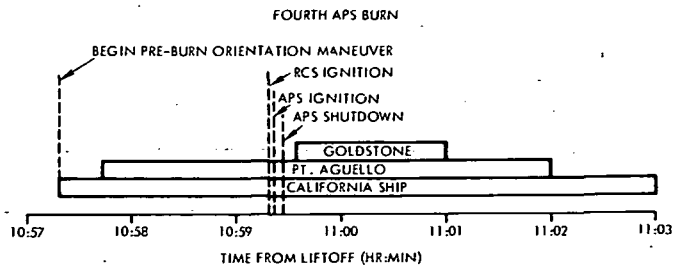 FOURTH APS BURN
BEGIN PRE-BURN ORIENTATION MANEUVER
RCS IGNITION
APS IGNITION
APS SHUTDOWN
GOLDSTONE
PT. AGUELLO
CALIFORNIA SHIP
10:57 10:58 10:59 11:00 11:01 11:02 11:03
TIME FROM LIFTOFF (HR:MIN)